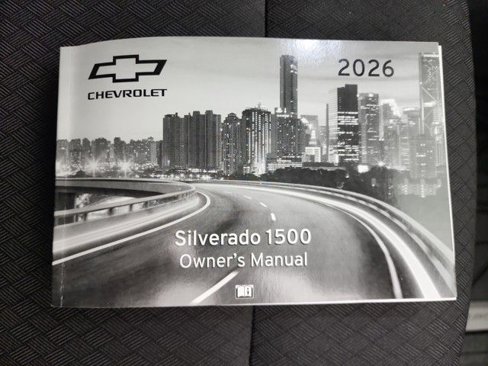 2026
CHEVROLET
Silverado 1500
Owner's Manual